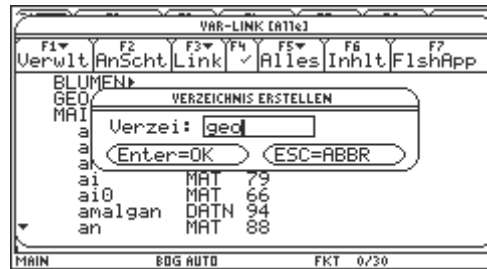 VAR-LINK [Alle]
F1▾ F2 F3▾ F4 F5▾ F6 F7
Verwlt AnScht Link ✓ Alles Inhlt FlshApp
BLUMEN▸
GEO
VERZEICHNIS ERSTELLEN
MAI
a
Verzei: geo
a
Enter=OK ESC=ABBR
a
ai MAT 79
ai0 MAT 66
amalgan DATN 94
an MAT 88
MAIN BOG AUTO FKT 0/30